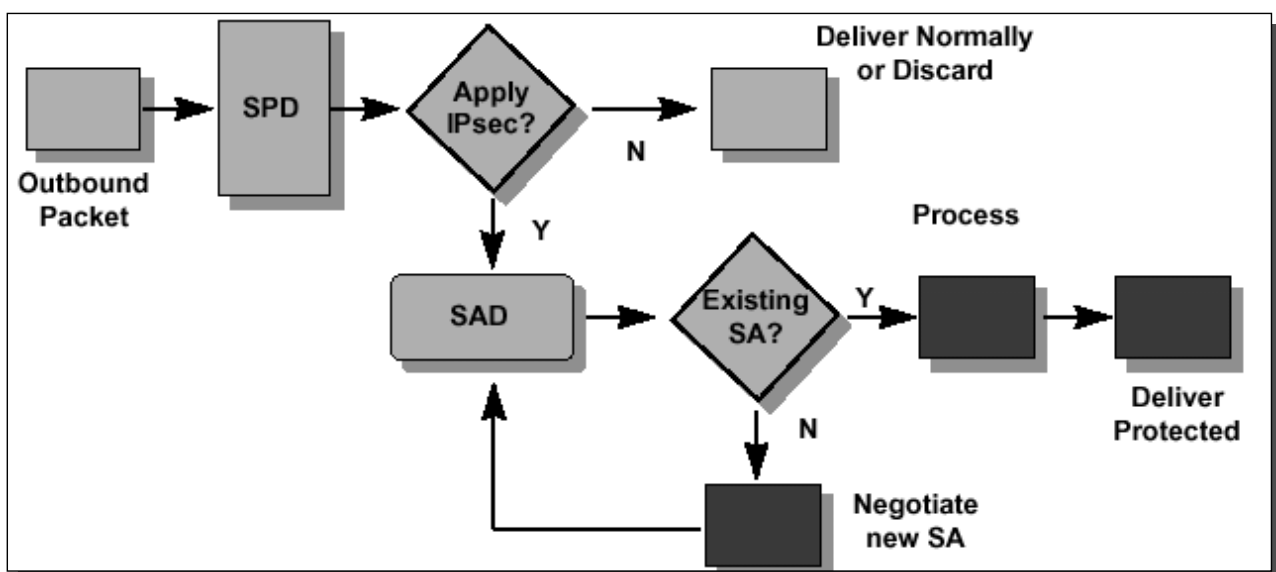 Outbound
Packet
SPD
Apply
IPsec?
N
Deliver Normally
or Discard
Y
SAD
Existing
SA?
Y
Process
Deliver
Protected
N
Negotiate
new SA